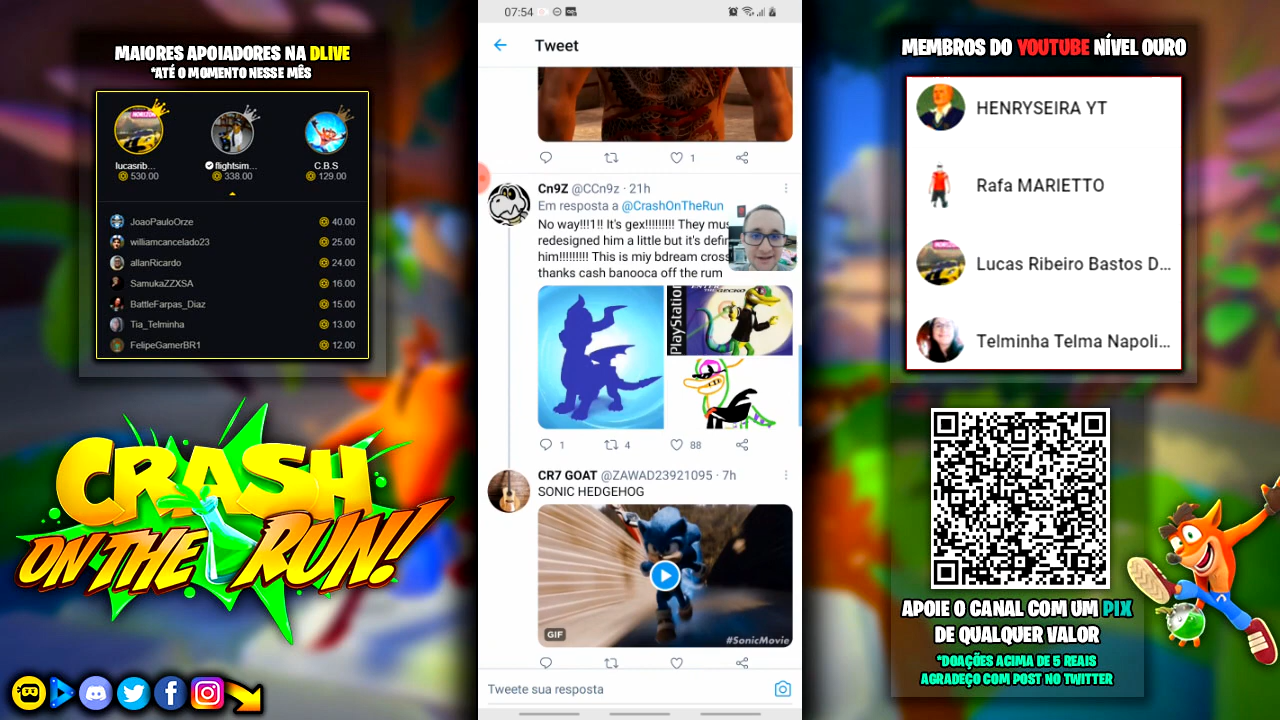 MAIORES APOIADORES NA DLIVE
*ATÉ O MOMENTO NESSE MÊS
HORIZON
lucasrib...
530.00
flightsim...
338.00
C.B.S
129.00
JoaoPauloOrze
40.00
williamcancelado23
25.00
allanRicardo
24.00
SamukaZZXSA
16.00
BattleFarpas_Diaz
15.00
Tia_Telminha
13.00
FelipeGamerBR1
12.00
CRASH
ON THE RUN!
07:54
Tweet
1
Cn9Z @CCn9z · 21h
Em resposta a @CrashOnTheRun
No way!!!1!! It's gex!!!!!!!!! They mus
redesigned him a little but it's defin
him!!!!!!!!! This is miy bdream cross
thanks cash banooca off the rum
PlayStation
ENTER
THE GECKO
1
4
88
CR7 GOAT @ZAWAD23921095 · 7h
SONIC HEDGEHOG
GIF
#SonicMovie
Tweete sua resposta
MEMBROS DO YOUTUBE NÍVEL OURO
HENRYSEIRA YT
Rafa MARIETTO
Lucas Ribeiro Bastos D...
Telminha Telma Napoli...
APOIE O CANAL COM UM PIX
DE QUALQUER VALOR
*DOAÇÕES ACIMA DE 5 REAIS
AGRADEÇO COM POST NO TWITTER